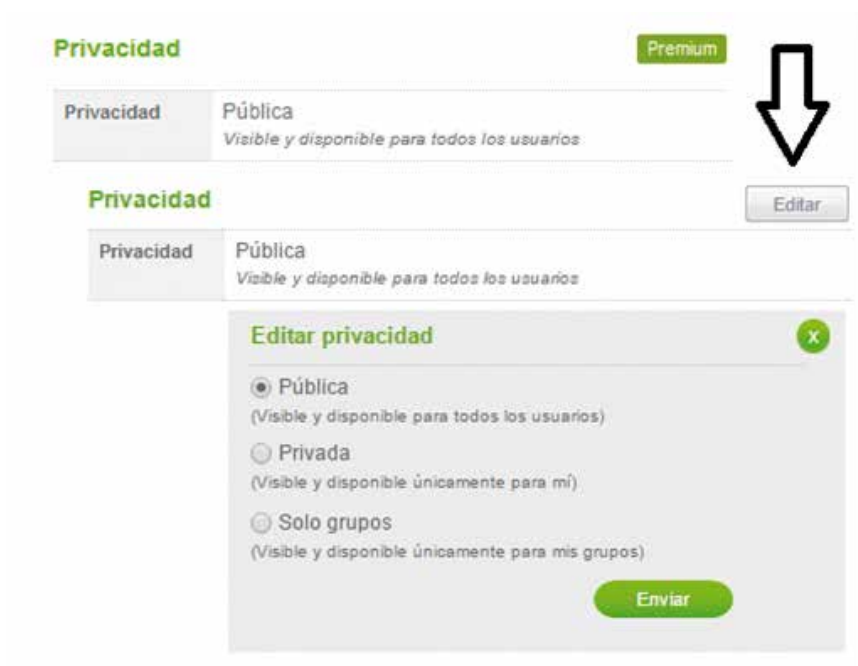 Privacidad Premium
Privacidad Pública
Visible y disponible para todos los usuarios
Privacidad Editar
Privacidad Pública
Visible y disponible para todos los usuarios
Editar privacidad x
Pública
(Visible y disponible para todos los usuarios)
Privada
(Visible y disponible únicamente para mí)
Solo grupos
(Visible y disponible únicamente para mis grupos)
Enviar